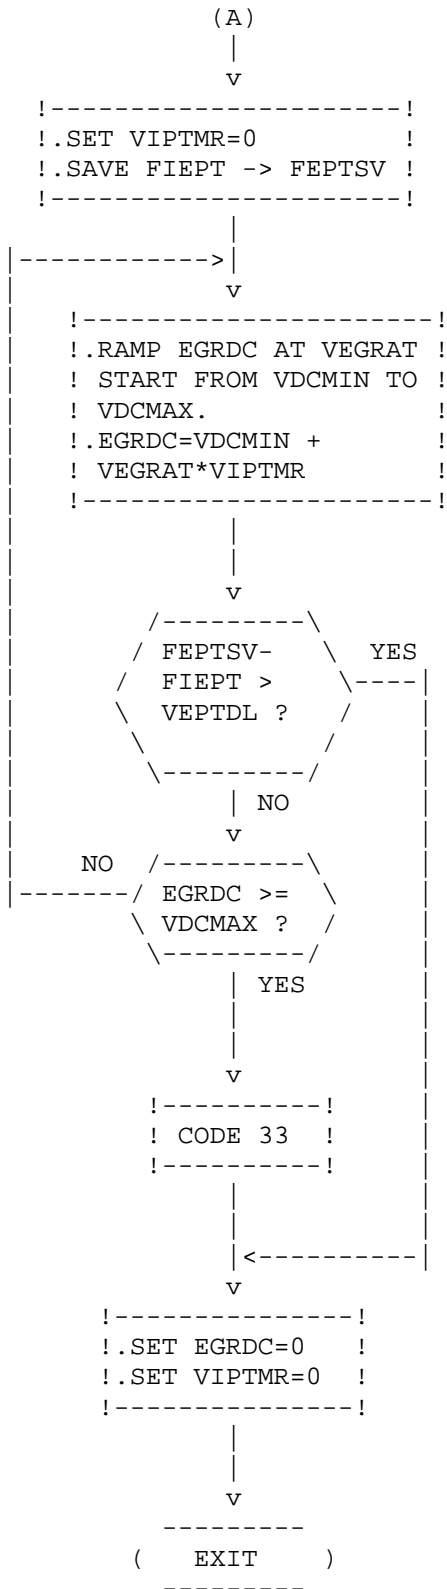 (A)
.SET VIPTMR=0
.SAVE FIEPT -> FEPTSV
.RAMP EGRDC AT VEGRAT
START FROM VDCMIN TO
VDCMAX.
.EGRDC=VDCMIN +
VEGRAT*VIPTMR
FEPTSV- YES
FIEPT >
VEPTDL ?
NO
NO
EGRDC >=
VDCMAX ?
YES
CODE 33
.SET EGRDC=0
.SET VIPTMR=0
( EXIT )